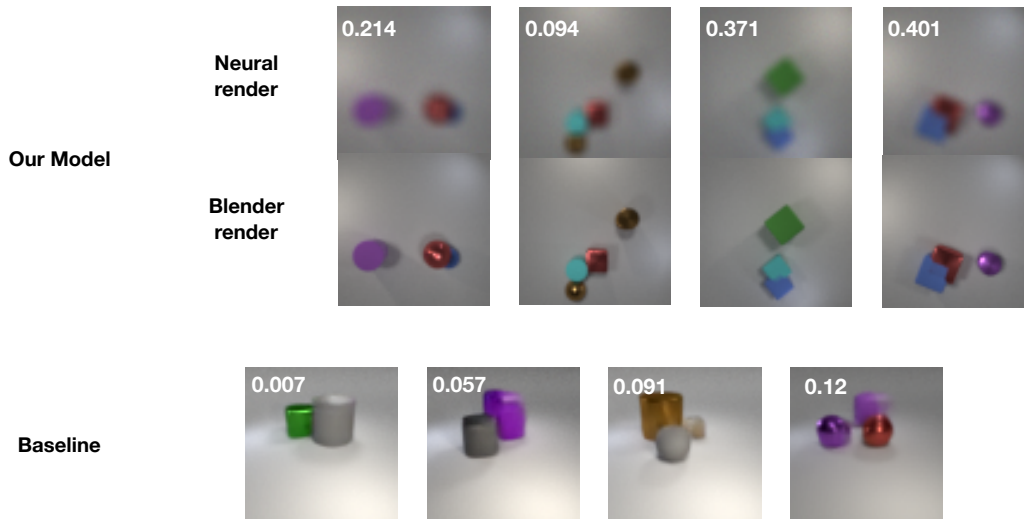 0.214
0.094
0.371
0.401
Neural
render
Our Model
Blender
render
0.007
0.057
0.091
0.12
Baseline